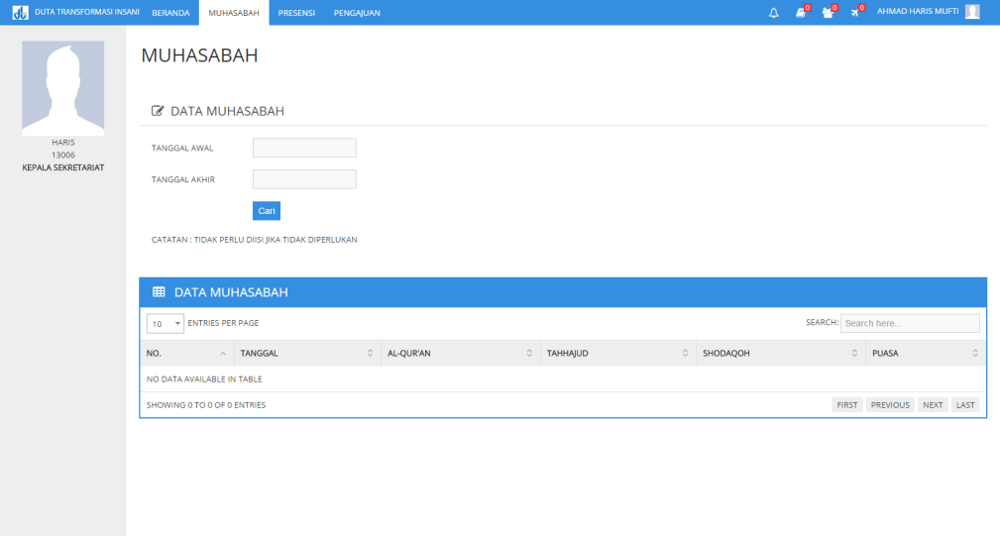 DUTA TRANSFORMASI INSANI BERANDA MUHASABAH PRESENSI PENGAJUAN 0 0 0 AHMAD HARIS MUFTI
MUHASABAH
DATA MUHASABAH
HARIS
13006
KEPALA SEKRETARIAT
TANGGAL AWAL
TANGGAL AKHIR
Cari
CATATAN : TIDAK PERLU DIISI JIKA TIDAK DIPERLUKAN
DATA MUHASABAH
10 ENTRIES PER PAGE SEARCH: Search here...
NO. TANGGAL AL-QUR'AN TAHHAJUD SHODAQOH PUASA
NO DATA AVAILABLE IN TABLE
SHOWING 0 TO 0 OF 0 ENTRIES FIRST PREVIOUS NEXT LAST